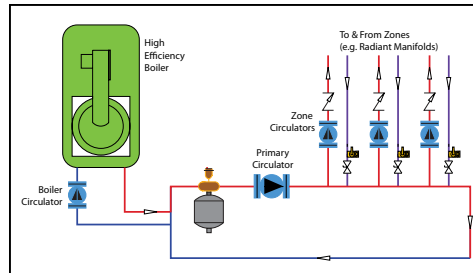 High
Efficiency
Boiler
To & From Zones
(e.g. Radiant Manifolds)
Zone
Circulators
Primary
Circulator
Boiler
Circulator